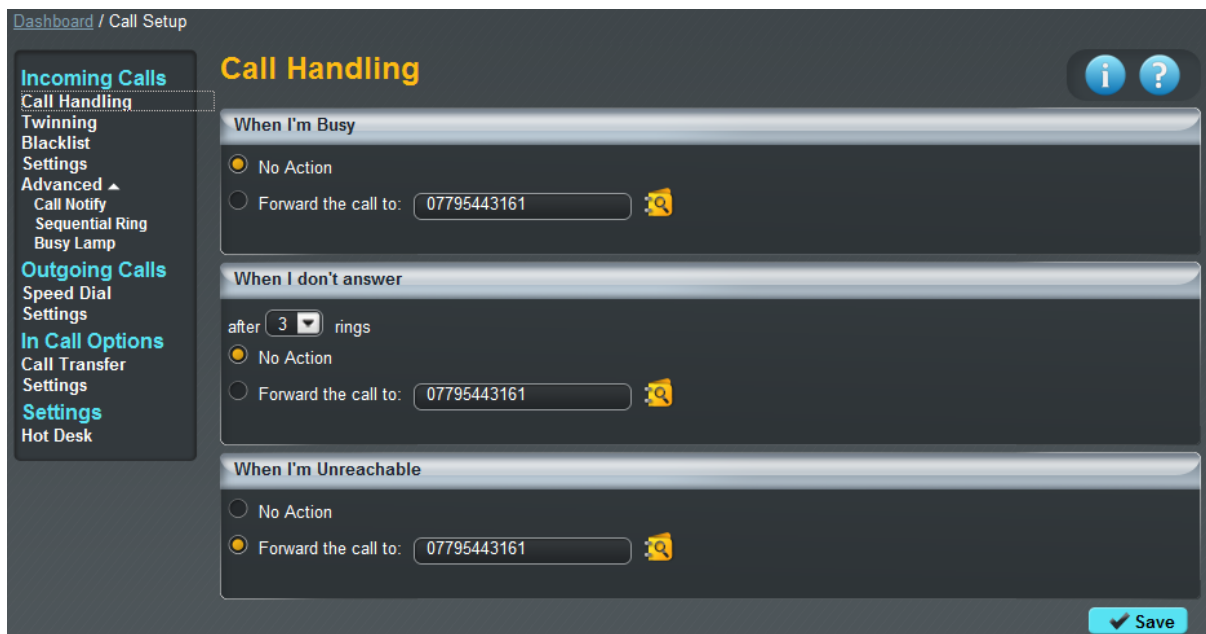 Dashboard / Call Setup
Incoming Calls
Call Handling
Twinning
Blacklist
Settings
Advanced
Call Notify
Sequential Ring
Busy Lamp
Outgoing Calls
Speed Dial
Settings
In Call Options
Call Transfer
Settings
Settings
Hot Desk
Call Handling
i ?
When I'm Busy
No Action
Forward the call to: 07795443161
When I don't answer
after 3 rings
No Action
Forward the call to: 07795443161
When I'm Unreachable
No Action
Forward the call to: 07795443161
Save